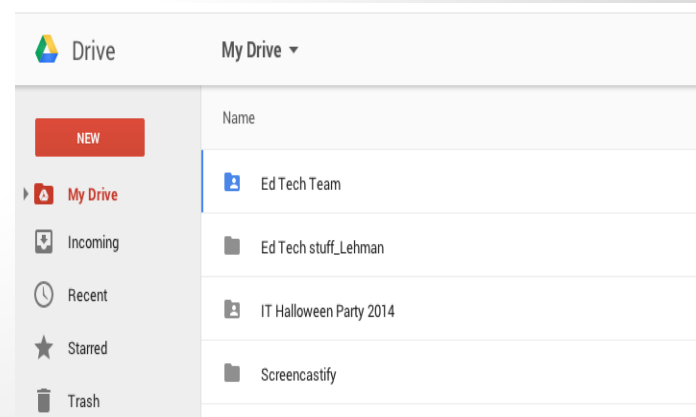 Drive
My Drive
NEW
My Drive
Incoming
Recent
Starred
Trash
Name
Ed Tech Team
Ed Tech stuff_Lehman
IT Halloween Party 2014
Screencastify